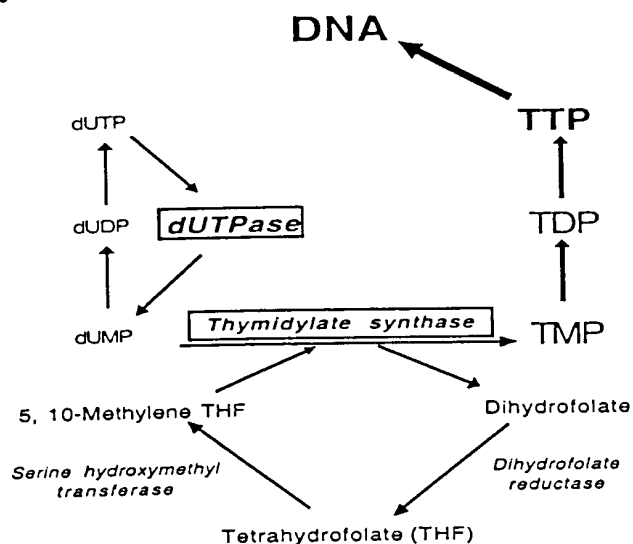 DNA
dUTP
TTP
dUDP
dUTPase
TDP
Thymidylate synthase
dUMP
TMP
5, 10-Methylene THF
Dihydrofolate
Serine hydroxymethyl
transferase
Dihydrofolate
reductase
Tetrahydrofolate (THF)